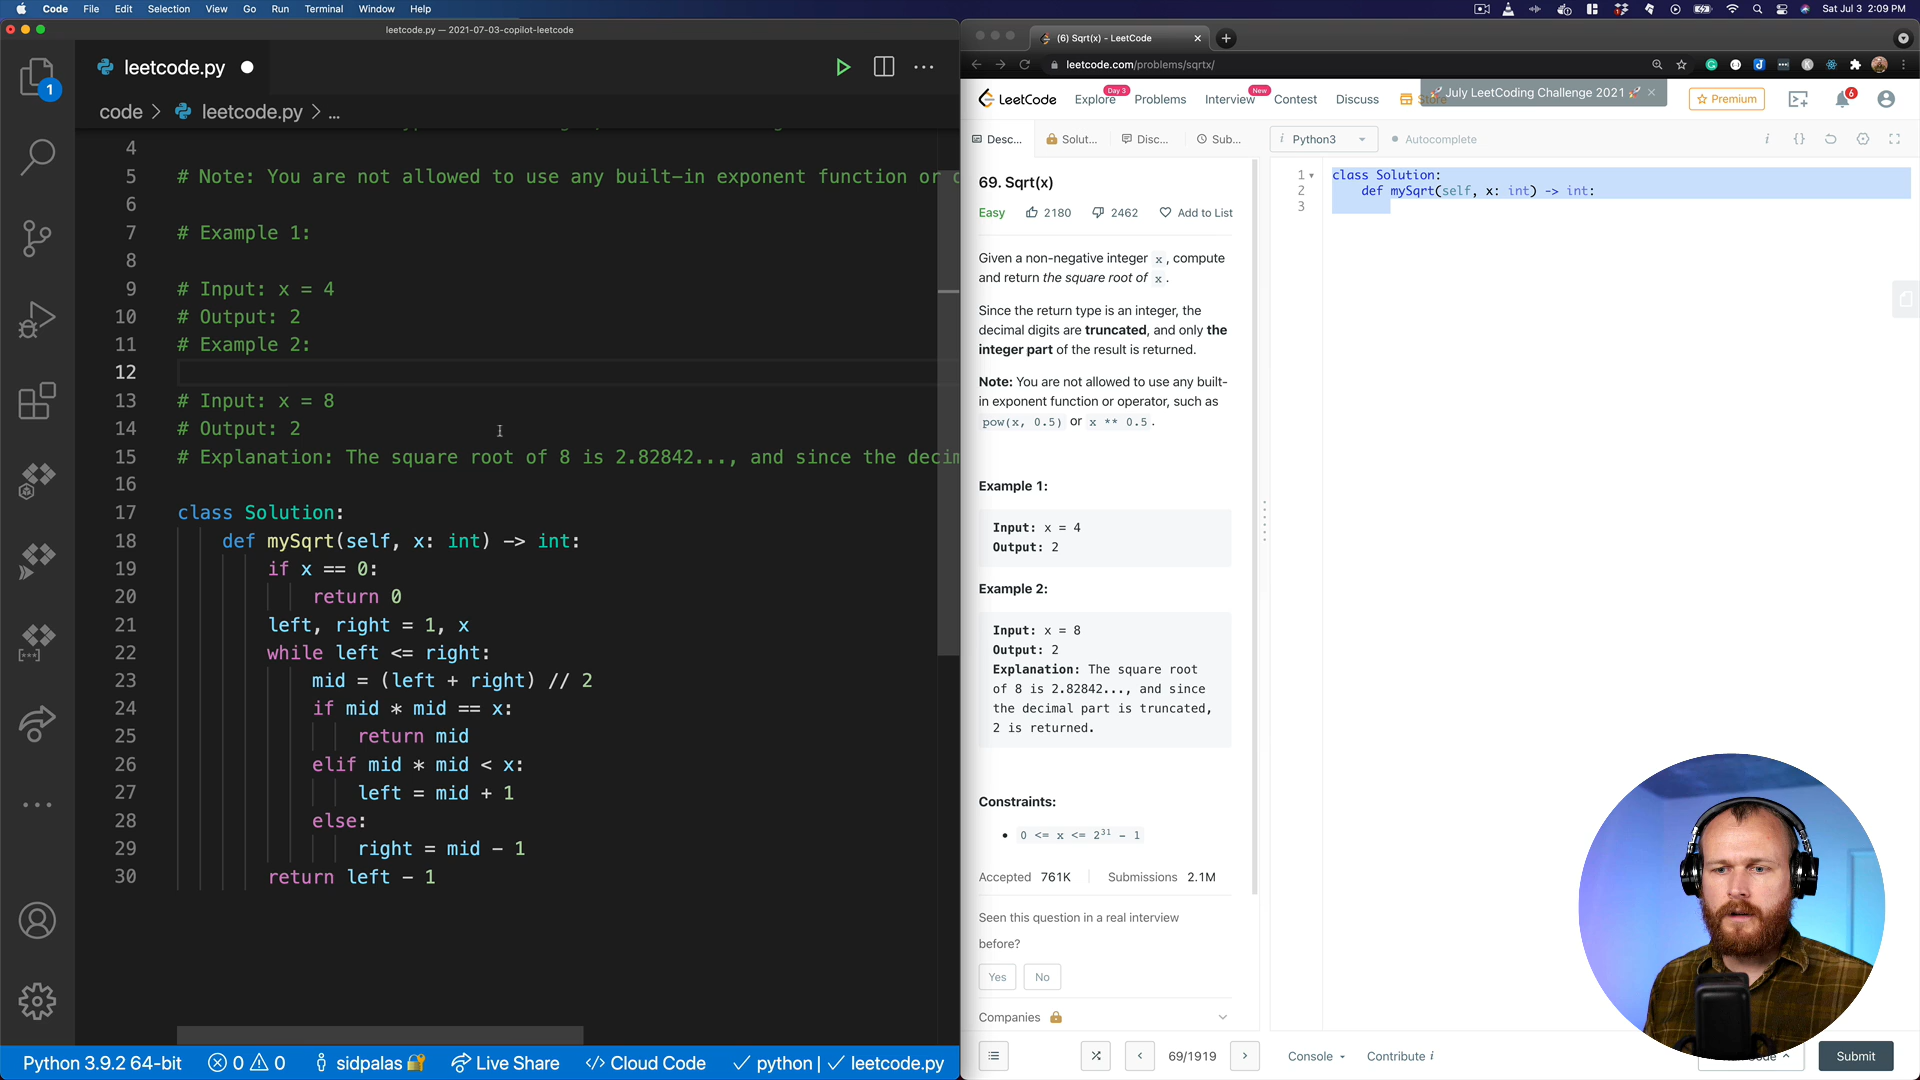 Code File Edit Selection View Go Run Terminal Window Help
Sat Jul 3 2:09 PM
leetcode.py — 2021-07-03-copilot-leetcode
leetcode.py
1
code > leetcode.py > ...
4
5 # Note: You are not allowed to use any built-in exponent function or
6
7 # Example 1:
8
9 # Input: x = 4
10 # Output: 2
11 # Example 2:
12
13 # Input: x = 8
14 # Output: 2
15 # Explanation: The square root of 8 is 2.82842..., and since the decim
16
17 class Solution:
18 def mySqrt(self, x: int) -> int:
19 if x == 0:
20 return 0
21 left, right = 1, x
22 while left <= right:
23 mid = (left + right) // 2
24 if mid * mid == x:
25 return mid
26 elif mid * mid < x:
27 left = mid + 1
28 else:
29 right = mid - 1
30 return left - 1
Python 3.9.2 64-bit 0 0 sidpalas Live Share Cloud Code python | leetcode.py
(6) Sqrt(x) - LeetCode
leetcode.com/problems/sqrtx/
LeetCode Explore Day 3 Problems Interview New Contest Discuss Store July LeetCoding Challenge 2021 Premium 6
Desc... Solut... Disc... Sub...
69. Sqrt(x)
Easy 2180 2462 Add to List
Given a non-negative integer x, compute
and return the square root of x.
Since the return type is an integer, the
decimal digits are truncated, and only the
integer part of the result is returned.
Note: You are not allowed to use any built-
in exponent function or operator, such as
pow(x, 0.5) or x ** 0.5.
Example 1:
Input: x = 4
Output: 2
Example 2:
Input: x = 8
Output: 2
Explanation: The square root
of 8 is 2.82842..., and since
the decimal part is truncated,
2 is returned.
Constraints:
0 <= x <= 2³¹ - 1
Accepted 761K Submissions 2.1M
Seen this question in a real interview
before?
Yes No
Companies
69/1919
Python3 Autocomplete
1 class Solution:
2 def mySqrt(self, x: int) -> int:
3
Console Contribute i
Submit